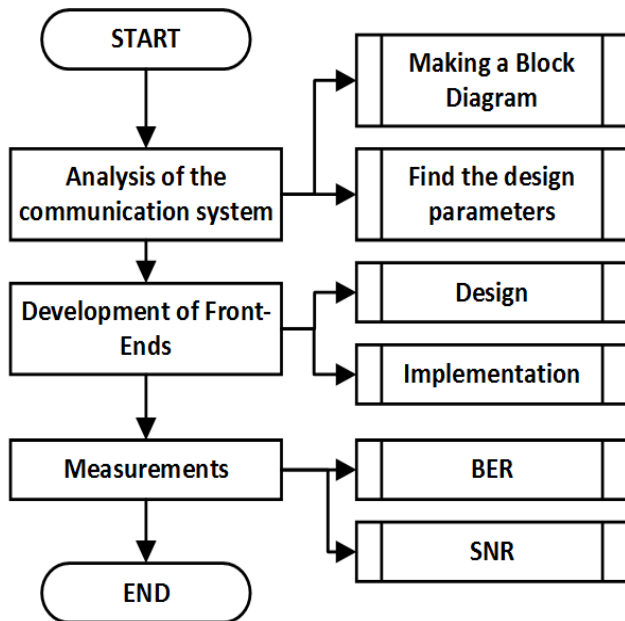 START
Making a Block
Diagram
Analysis of the
communication system
Find the design
parameters
Development of Front-
Ends
Design
Implementation
Measurements
BER
SNR
END